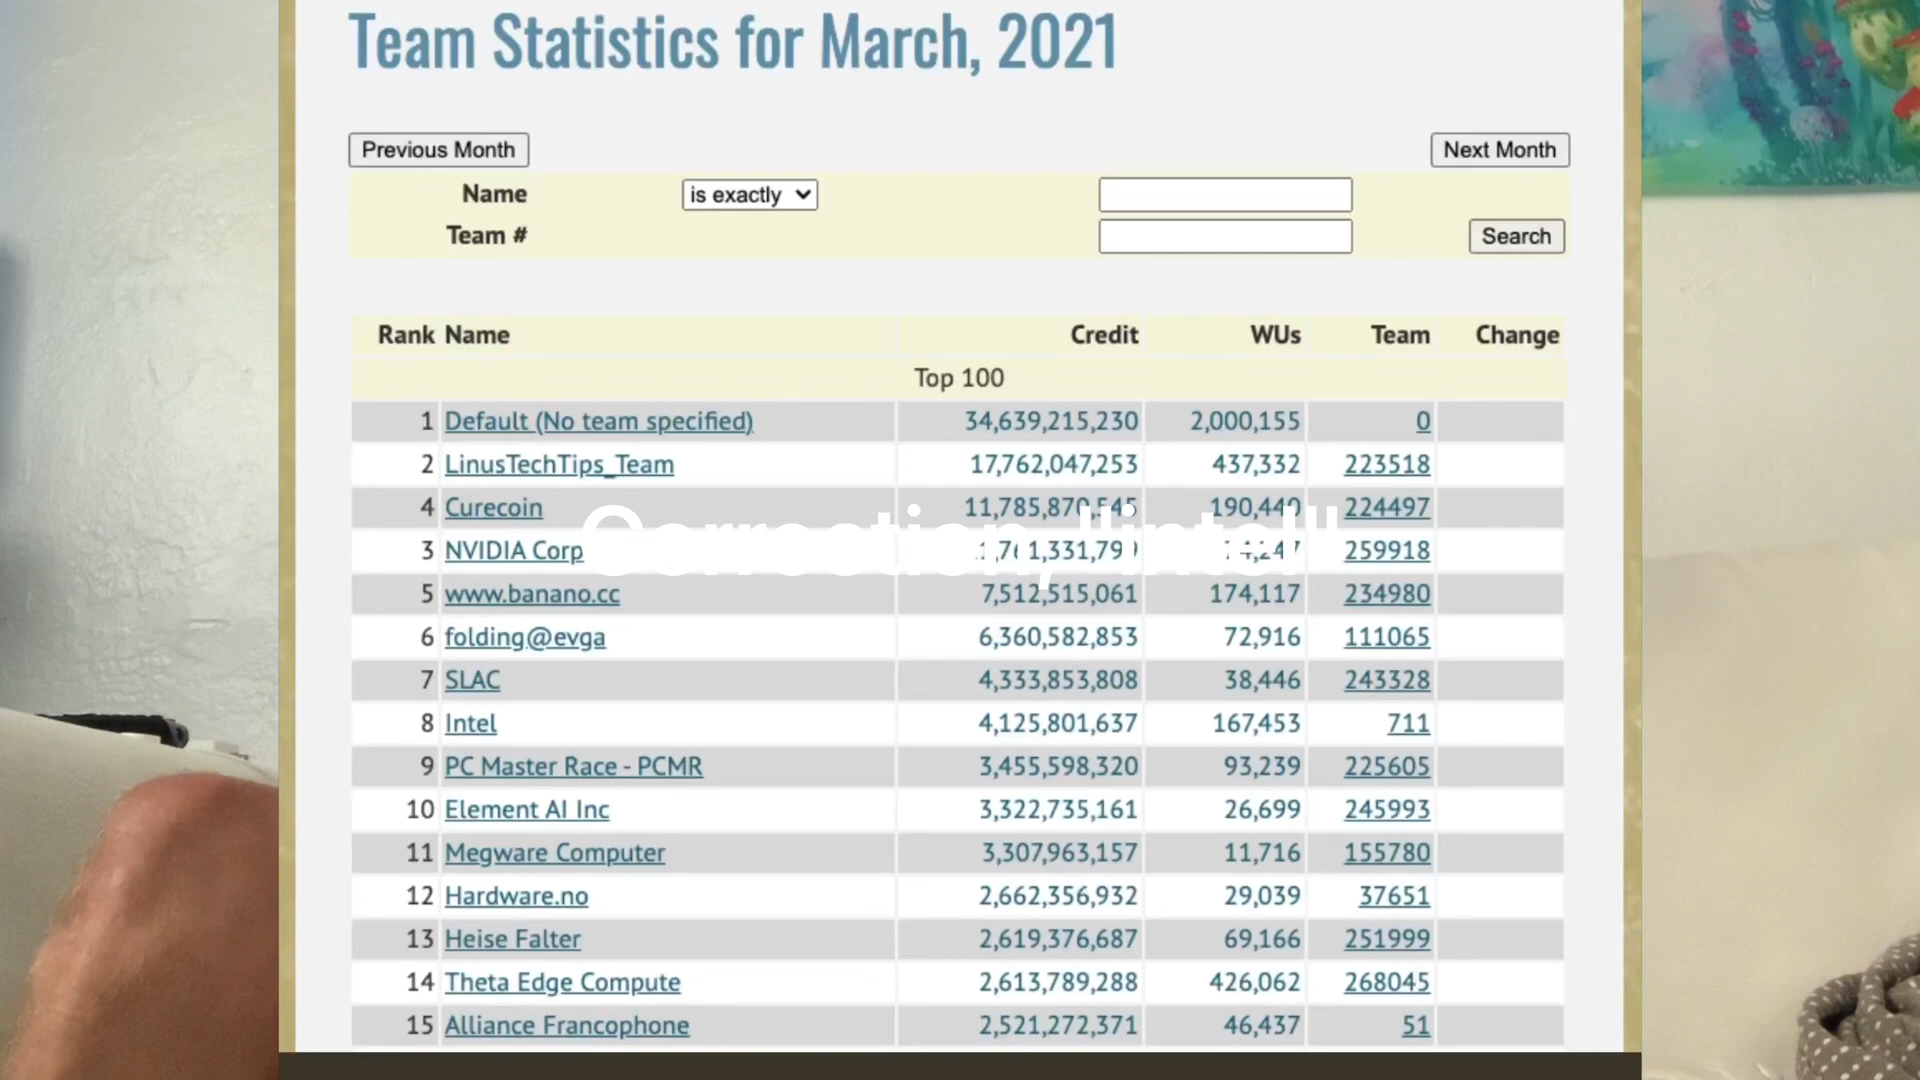 Team Statistics for March, 2021
Previous Month Next Month
Name is exactly
Team # Search
Rank Name Credit WUs Team Change
Top 100
1 Default (No team specified) 34,639,215,230 2,000,155 0
2 LinusTechTips_Team 17,762,047,253 437,332 223518
4 Curecoin 11,785,870,545 190,440 224497
Correction, "intel"
3 NVIDIA Corp 259918
5 www.banano.cc 7,512,515,061 174,117 234980
6 folding@evga 6,360,582,853 72,916 111065
7 SLAC 4,333,853,808 38,446 243328
8 Intel 4,125,801,637 167,453 711
9 PC Master Race - PCMR 3,455,598,320 93,239 225605
10 Element AI Inc 3,322,735,161 26,699 245993
11 Megware Computer 3,307,963,157 11,716 155780
12 Hardware.no 2,662,356,932 29,039 37651
13 Heise Falter 2,619,376,687 69,166 251999
14 Theta Edge Compute 2,613,789,288 426,062 268045
15 Alliance Francophone 2,521,272,371 46,437 51